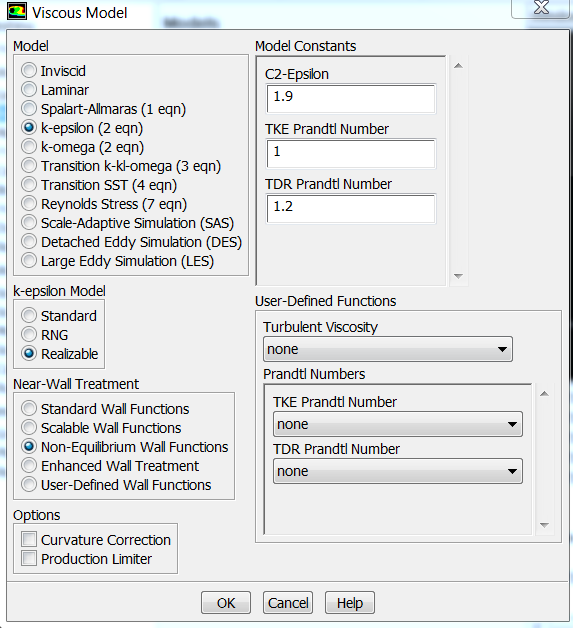 Viscous Model
Model
Inviscid
Laminar
Spalart-Allmaras (1 eqn)
k-epsilon (2 eqn)
k-omega (2 eqn)
Transition k-kl-omega (3 eqn)
Transition SST (4 eqn)
Reynolds Stress (7 eqn)
Scale-Adaptive Simulation (SAS)
Detached Eddy Simulation (DES)
Large Eddy Simulation (LES)
k-epsilon Model
Standard
RNG
Realizable
Near-Wall Treatment
Standard Wall Functions
Scalable Wall Functions
Non-Equilibrium Wall Functions
Enhanced Wall Treatment
User-Defined Wall Functions
Options
Curvature Correction
Production Limiter
Model Constants
C2-Epsilon
1.9
TKE Prandtl Number
1
TDR Prandtl Number
1.2
User-Defined Functions
Turbulent Viscosity
none
Prandtl Numbers
TKE Prandtl Number
none
TDR Prandtl Number
none
OK
Cancel
Help